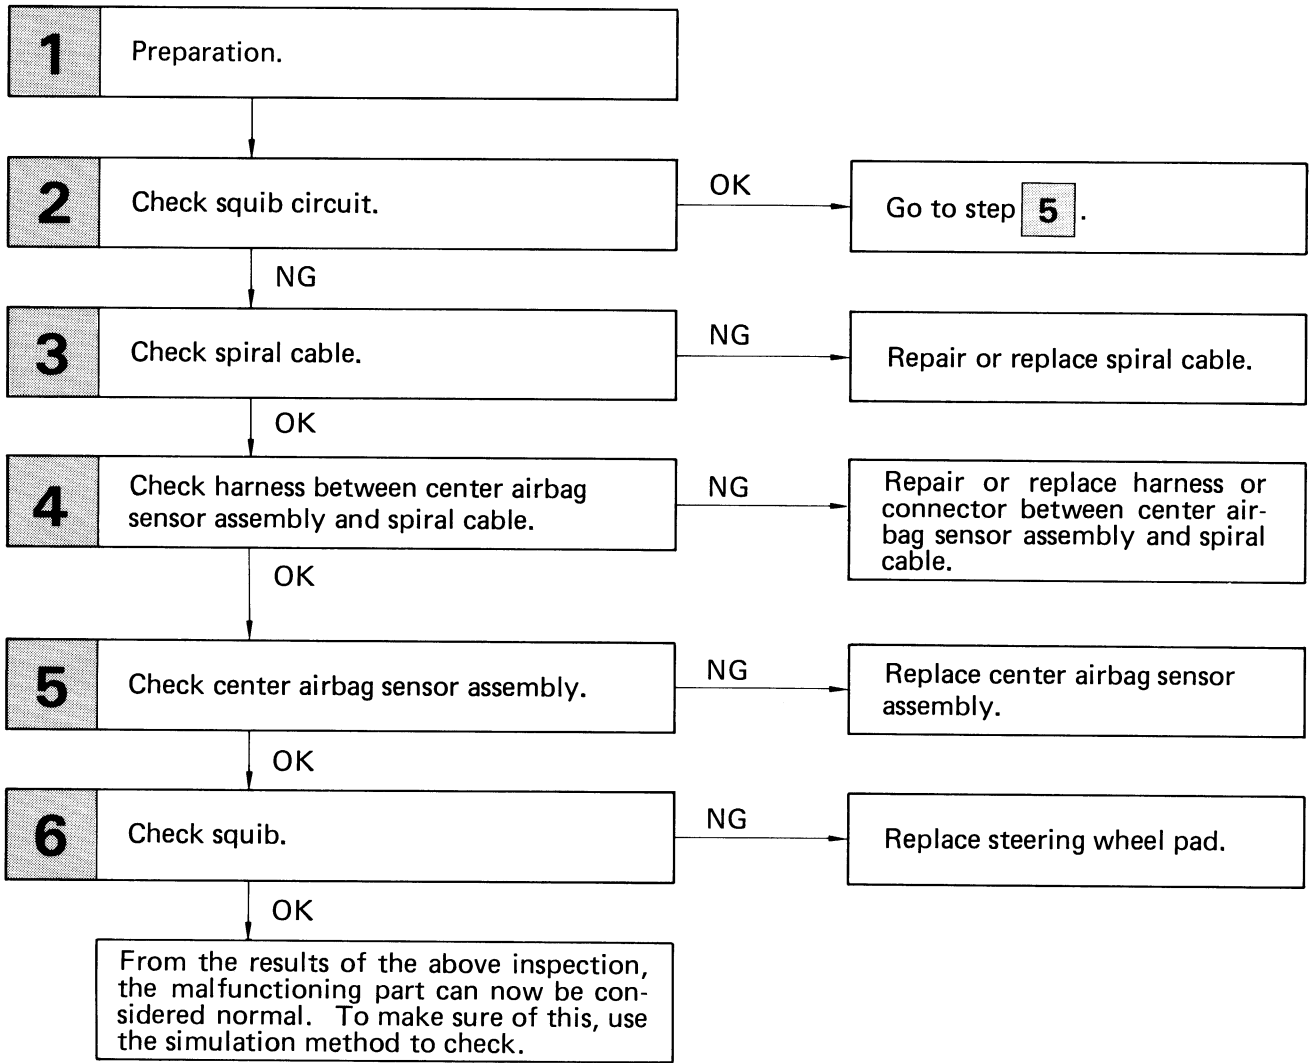 1 Preparation.
2 Check squib circuit.
OK
Go to step 5 .
NG
3 Check spiral cable.
NG
Repair or replace spiral cable.
OK
4 Check harness between center airbag
sensor assembly and spiral cable.
NG
Repair or replace harness or
connector between center air-
bag sensor assembly and spiral
cable.
OK
5 Check center airbag sensor assembly.
NG
Replace center airbag sensor
assembly.
OK
6 Check squib.
NG
Replace steering wheel pad.
OK
From the results of the above inspection,
the malfunctioning part can now be con-
sidered normal. To make sure of this, use
the simulation method to check.